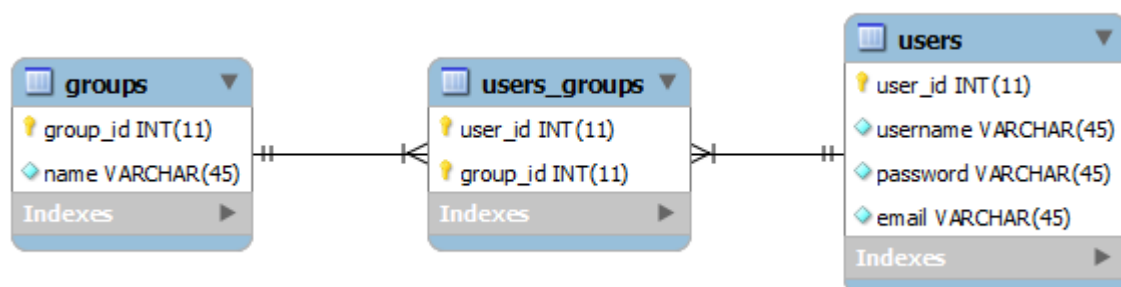 groups
group_id INT(11)
name VARCHAR(45)
Indexes
users_groups
user_id INT(11)
group_id INT(11)
Indexes
users
user_id INT(11)
username VARCHAR(45)
password VARCHAR(45)
email VARCHAR(45)
Indexes